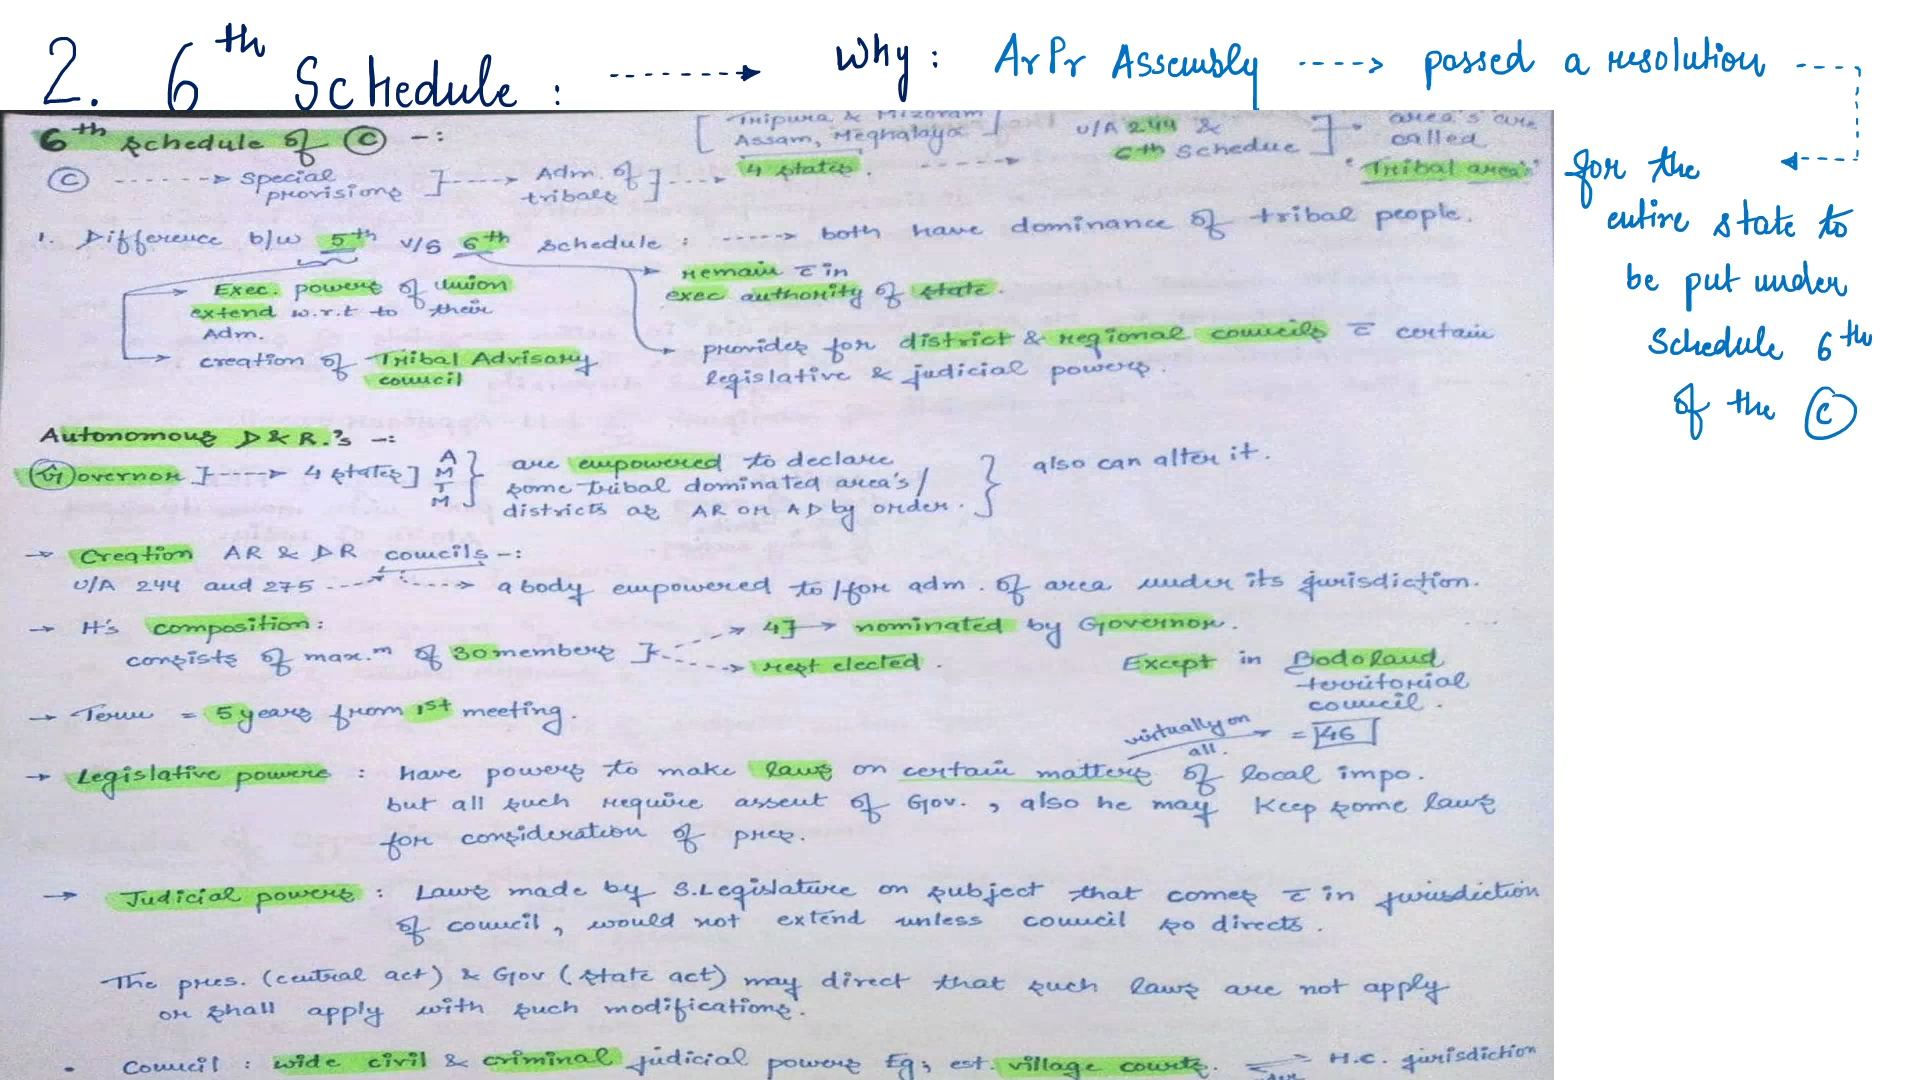 2. 6th Schedule : Why : ArPr Assembly passed a resolution
for the
entire state to
be put under
Schedule 6th
of the (C)
6th schedule of (C) -:
(C) special provisions ] Adm. of tribals ] 4 states.
[ Tripura & Mizoram
Assam, Meghalaya ]
U/A 244 &
6th Schedue ]
area's are
called
"Tribal area"
1. Difference b/w 5th v/s 6th schedule : both have dominance of tribal people.
Exec. powers of Union
extend w.r.t to their
Adm.
creation of Tribal Advisory
council
remain c̄ in
exec authority of state.
provides for district & regional councils c̄ certain
legislative & judicial powers.
Autonomous D & R.'s -:
Governor ] 4 states ] A
M
T
M
are empowered to declare
some tribal dominated area's /
districts as AR or AD by order.
also can alter it.
→ Creation AR & DR councils -:
U/A 244 and 275 a body empowered to/for adm. of area under its jurisdiction.
→ It's composition : 4] → nominated by Governor.
consists of max.m of 30 members ] rest elected.
Except in Bodoland
territorial
council.
= 46
→ Term = 5 years from 1st meeting.
virtually on
all.
→ Legislative powers : have powers to make laws on certain matters of local impo.
but all such require assent of Gov., also he may keep some laws
for consideration of pres.
→ Judicial powers : Laws made by S.Legislature on subject that comes c̄ in jurisdiction
of council, would not extend unless council so directs.
The pres. (central act) & Gov (state act) may direct that such laws are not apply
or shall apply with such modifications.
• Council : wide civil & criminal judicial powers Eg; est. village courts. H.C. jurisdiction